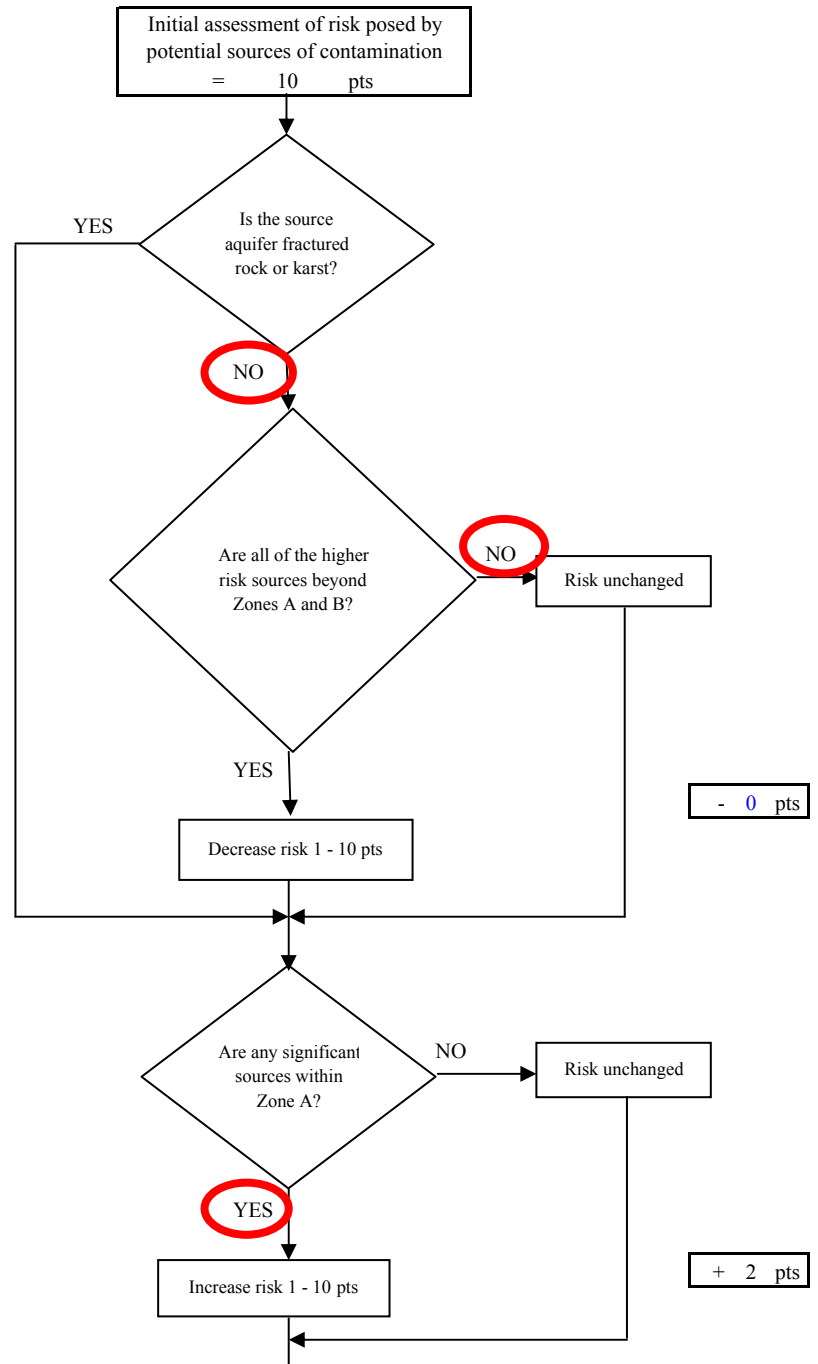 Initial assessment of risk posed by
potential sources of contamination
= 10 pts
YES
Is the source
aquifer fractured
rock or karst?
NO
Are all of the higher
risk sources beyond
Zones A and B?
NO
Risk unchanged
YES
- 0 pts
Decrease risk 1 - 10 pts
Are any significant
sources within
Zone A?
NO
Risk unchanged
YES
+ 2 pts
Increase risk 1 - 10 pts